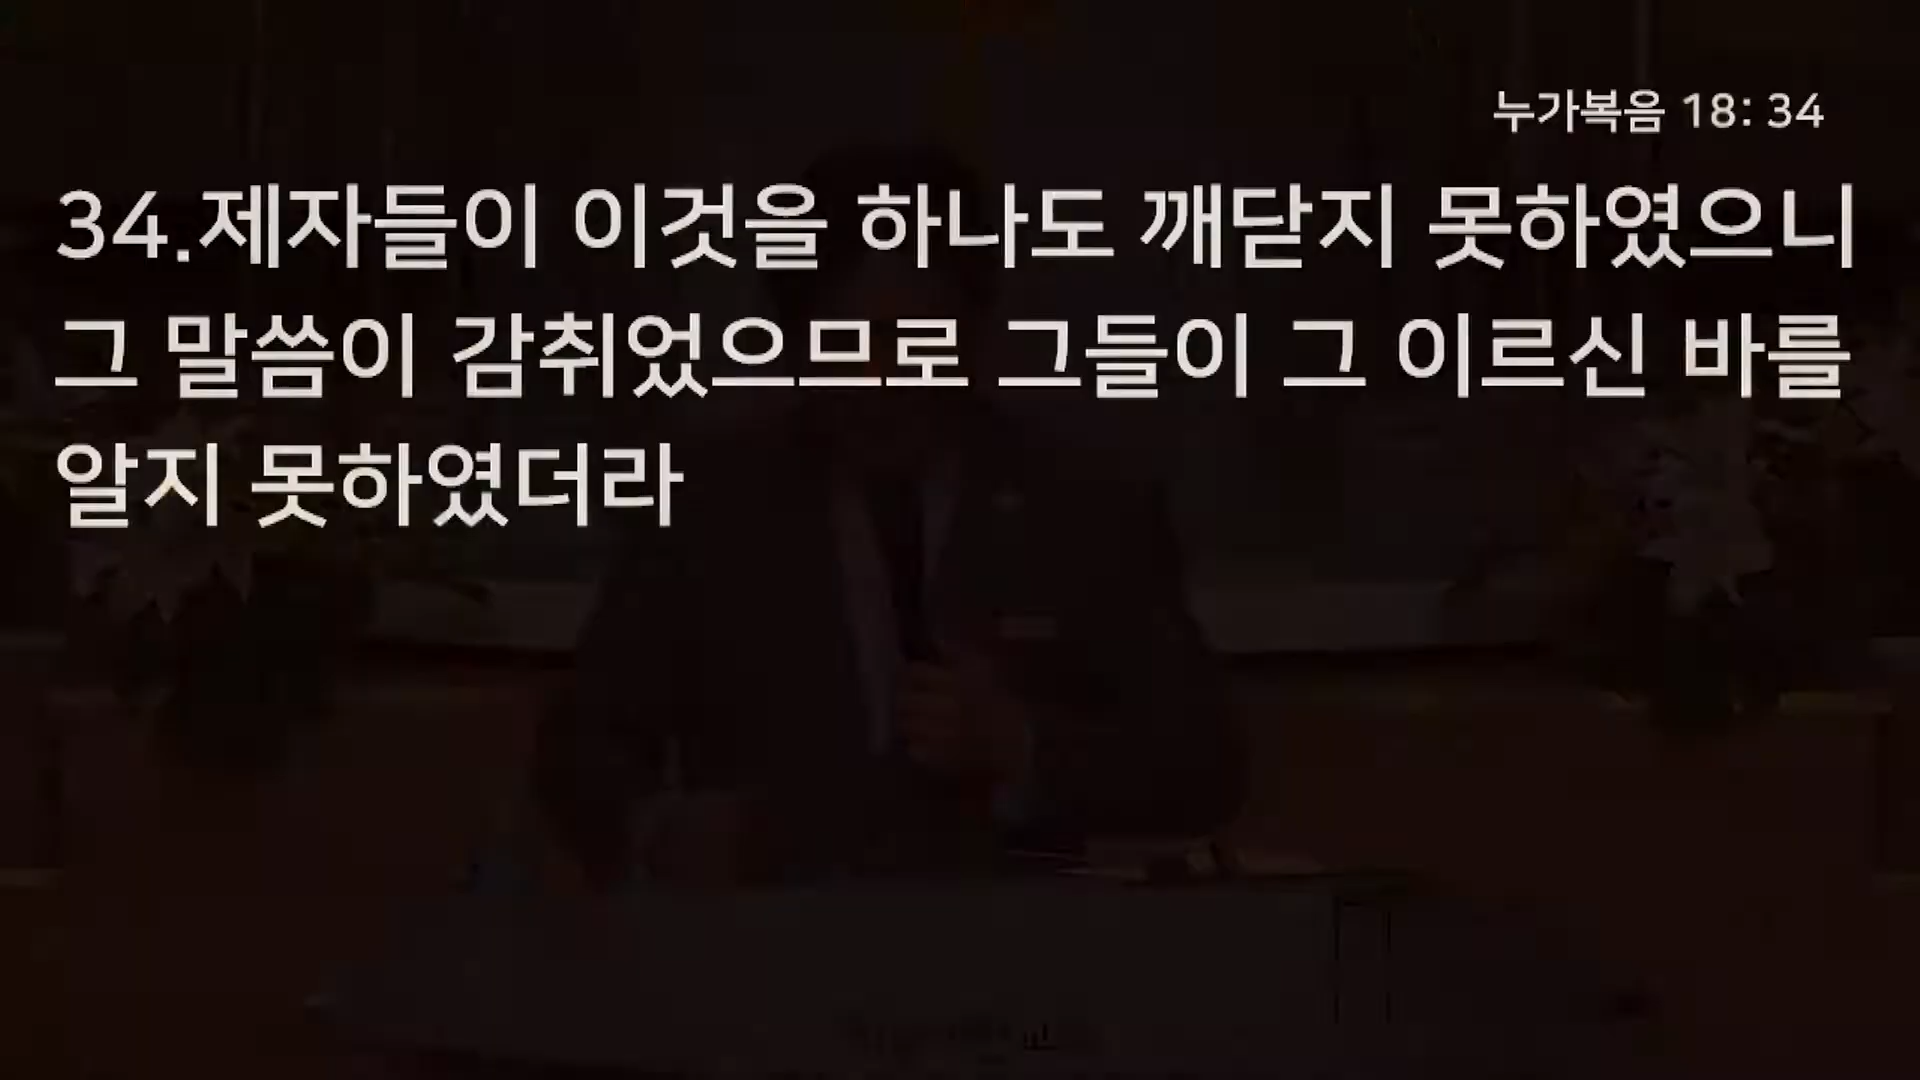 누가복음 18: 34
34.제자들이 이것을 하나도 깨닫지 못하였으니
그 말씀이 감취었으므로 그들이 그 이르신 바를
알지 못하였더라